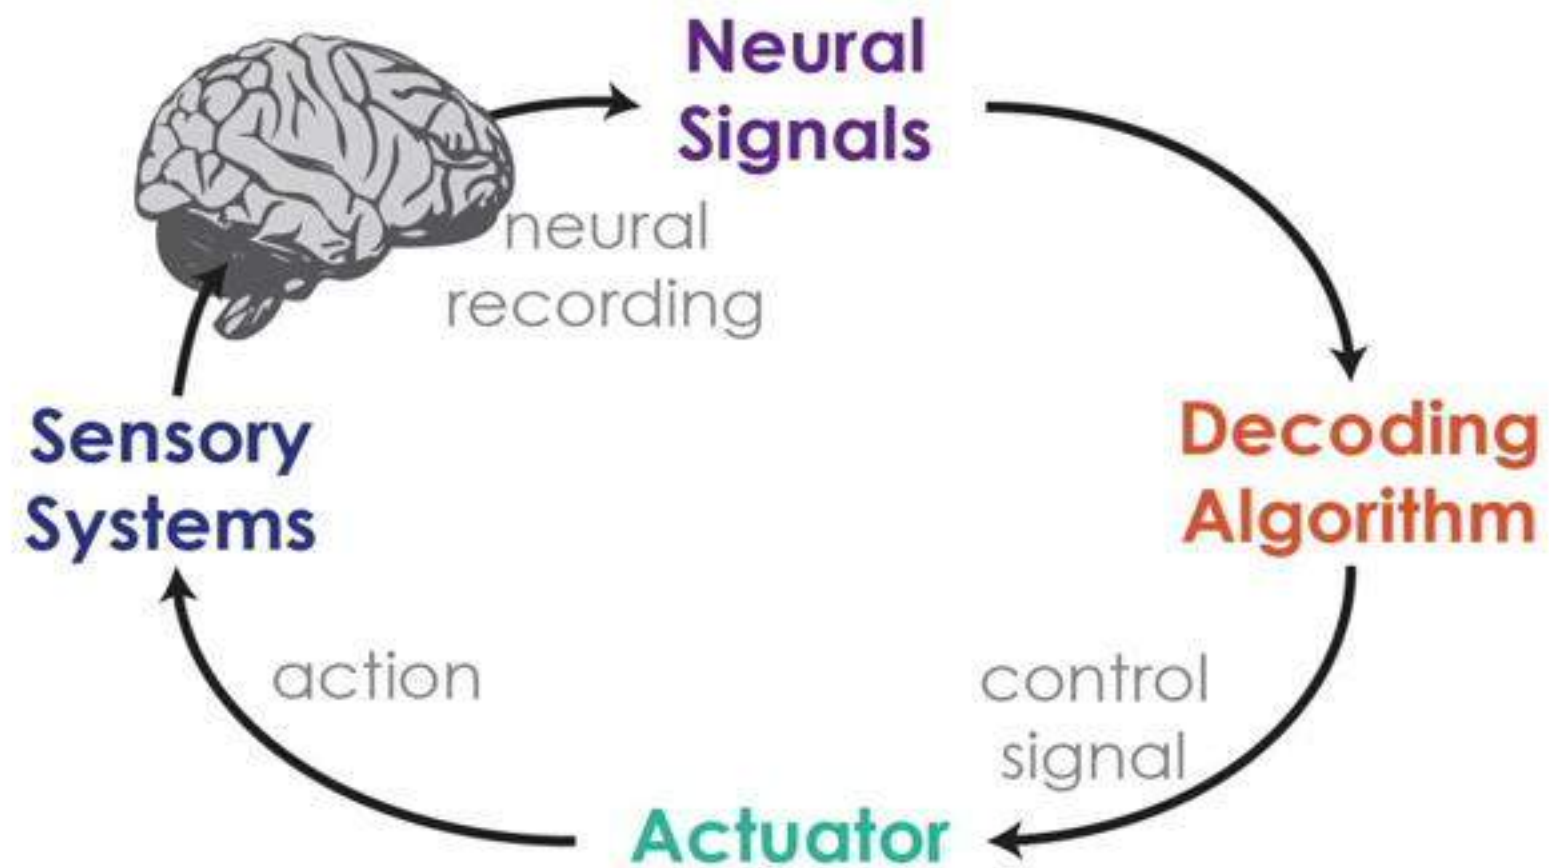 Neural
Signals
neural
recording
Sensory
Systems
Decoding
Algorithm
action
control
signal
Actuator